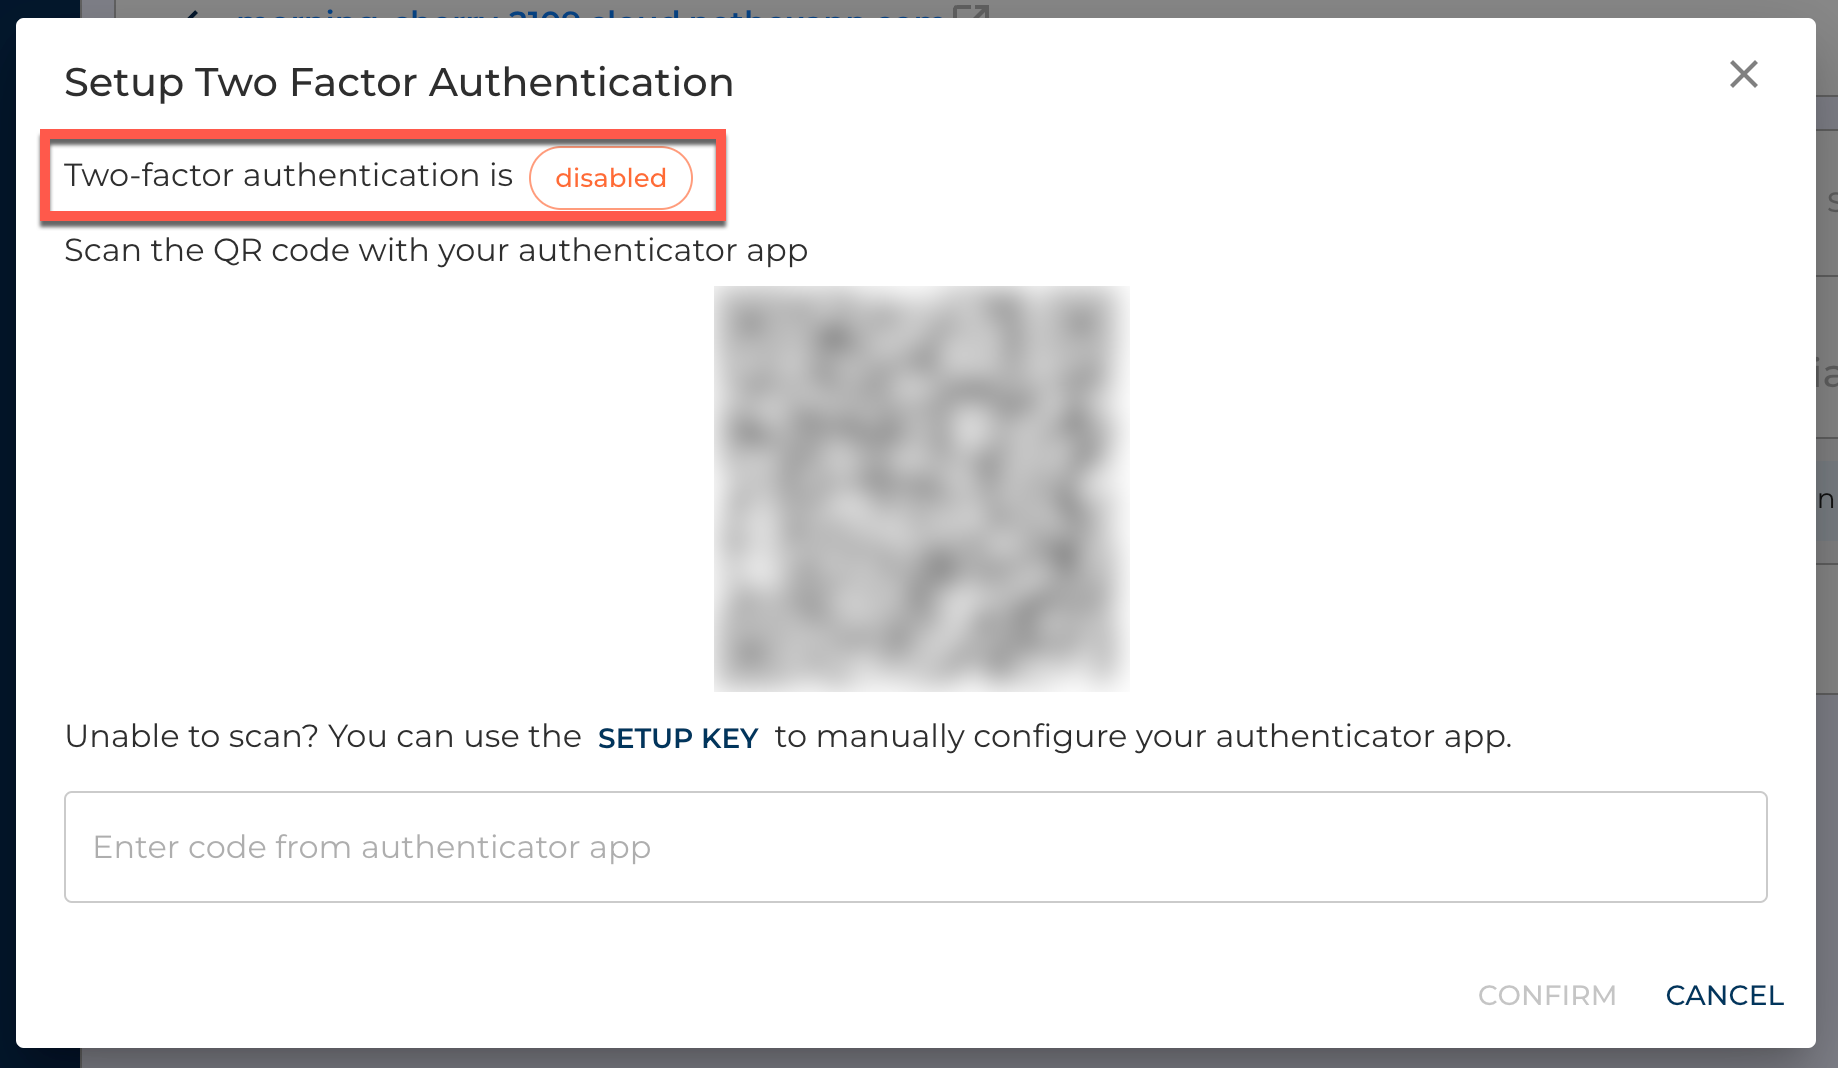 Setup Two Factor Authentication
Two-factor authentication is disabled
Scan the QR code with your authenticator app
Unable to scan? You can use the SETUP KEY to manually configure your authenticator app.
Enter code from authenticator app
CONFIRM CANCEL